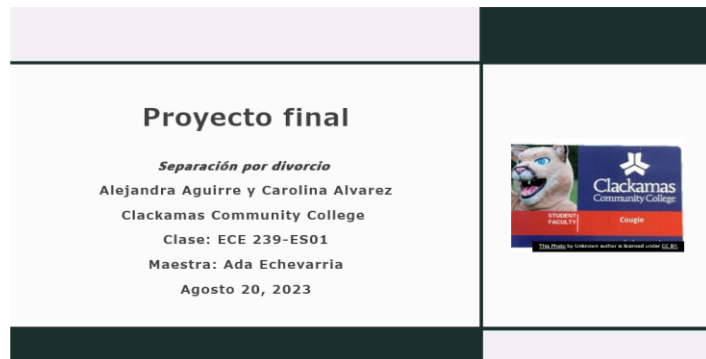 Proyecto final
Separación por divorcio
Alejandra Aguirre y Carolina Alvarez
Clackamas Community College
Clase: ECE 239-ES01
Maestra: Ada Echevarria
Agosto 20, 2023
Clackamas
Community College
STUDENT
FACULTY
Cougie
This Photo by Unknown author is licensed under CC BY.